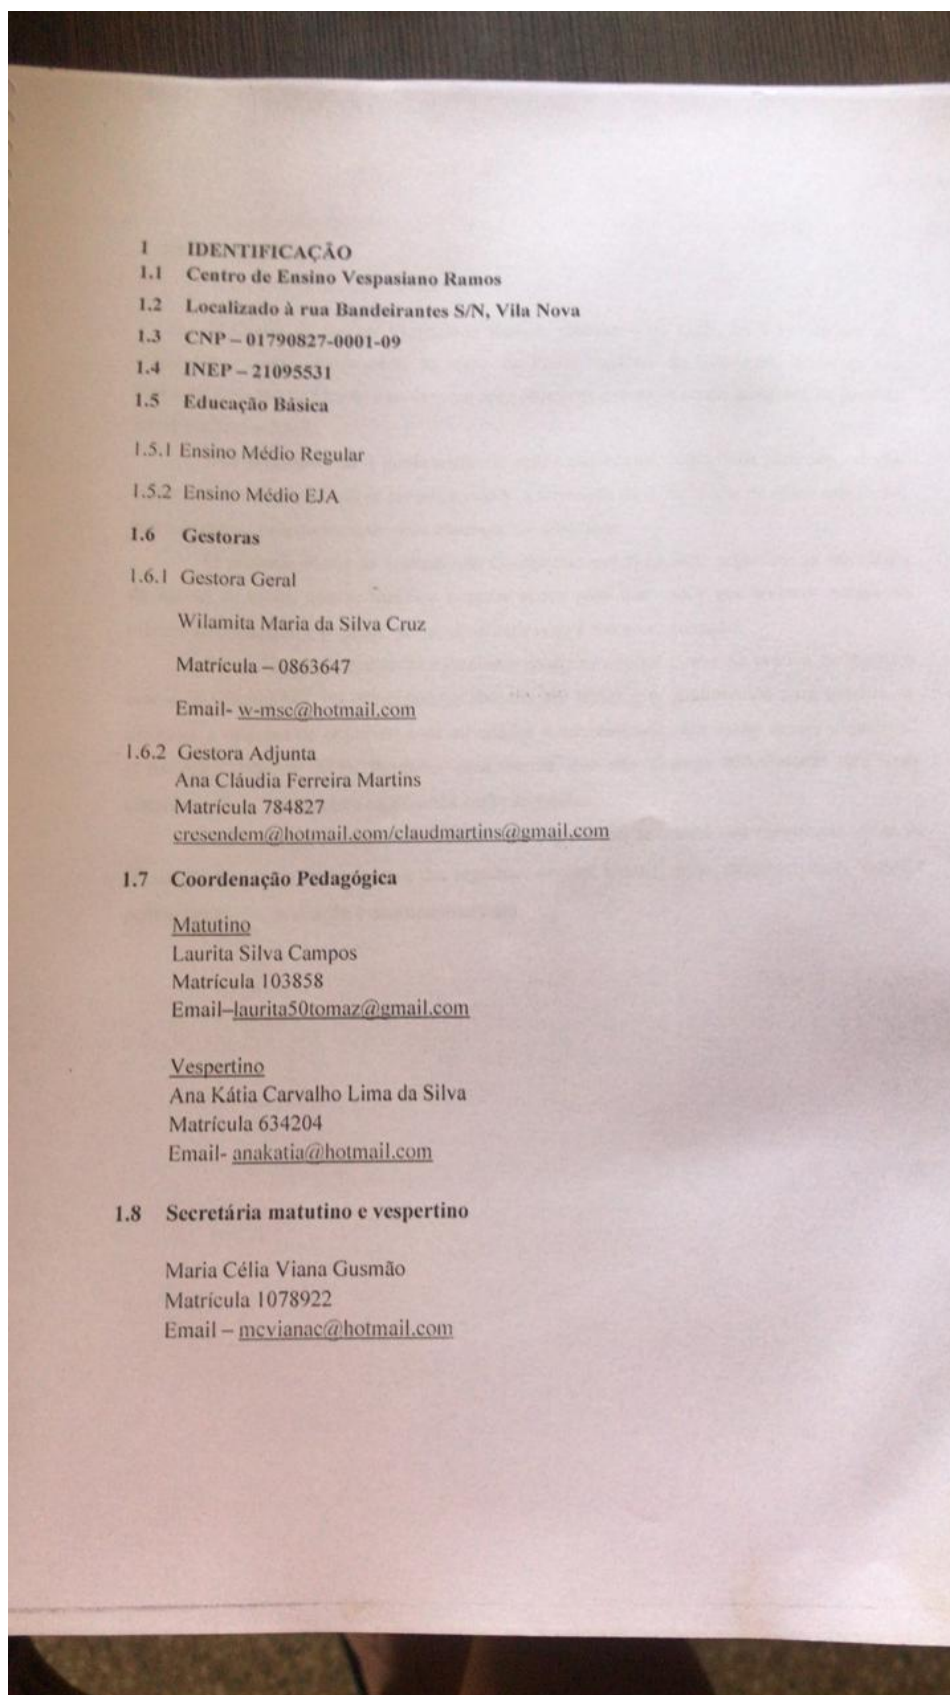 1 IDENTIFICAÇÃO
1.1 Centro de Ensino Vespasiano Ramos
1.2 Localizado à rua Bandeirantes S/N, Vila Nova
1.3 CNP – 01790827-0001-09
1.4 INEP – 21095531
1.5 Educação Básica
1.5.1 Ensino Médio Regular
1.5.2 Ensino Médio EJA
1.6 Gestoras
1.6.1 Gestora Geral
Wilamita Maria da Silva Cruz
Matrícula – 0863647
Email- w-msc@hotmail.com
1.6.2 Gestora Adjunta
Ana Cláudia Ferreira Martins
Matrícula 784827
cresendem@hotmail.com/claudmartins@gmail.com
1.7 Coordenação Pedagógica
Matutino
Laurita Silva Campos
Matrícula 103858
Email–laurita50tomaz@gmail.com
Vespertino
Ana Kátia Carvalho Lima da Silva
Matrícula 634204
Email- anakatia@hotmail.com
1.8 Secretária matutino e vespertino
Maria Célia Viana Gusmão
Matrícula 1078922
Email – mcvianac@hotmail.com